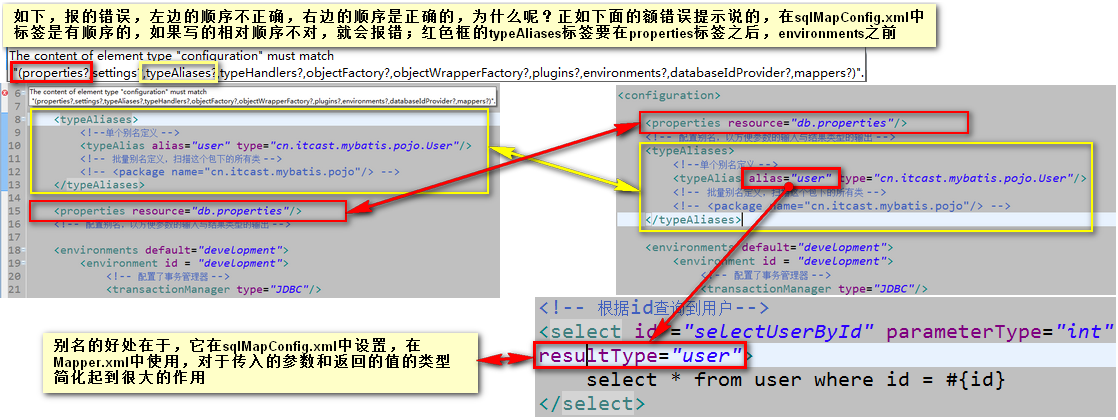 如下，报的错误，左边的顺序不正确，右边的顺序是正确的，为什么呢？正如下面的额错误提示说的，在sqlMapConfig.xml中
标签是有顺序的，如果写的相对顺序不对，就会报错；红色框的typeAliases标签要在properties标签之后，environments之前
The content of element type "configuration" must match
"(properties?,settings?,typeAliases?,typeHandlers?,objectFactory?,objectWrapperFactory?,plugins?,environments?,databaseIdProvider?,mappers?)".
6 The content of element type "configuration" must match
7 "(properties?,settings?,typeAliases?,typeHandlers?,objectFactory?,objectWrapperFactory?,plugins?,environments?,databaseIdProvider?,mappers?)".
8 <typeAliases>
9 <!--单个别名定义 -->
10 <typeAlias alias="user" type="cn.itcast.mybatis.pojo.User"/>
11 <!-- 批量别名定义，扫描这个包下的所有类 -->
12 <!-- <package name="cn.itcast.mybatis.pojo"/> -->
13 </typeAliases>
14
15 <properties resource="db.properties"/>
16 <!-- 配置别名，以方便参数的输入与结果类型的输出 -->
17
18 <environments default="development">
19 <environment id = "development">
20 <!-- 配置了事务管理器 -->
21 <transactionManager type="JDBC"/>
<configuration>
<properties resource="db.properties"/>
<!-- 配置别名，以方便参数的输入与结果类型的输出 -->
<typeAliases>
<!--单个别名定义 -->
<typeAlias alias="user" type="cn.itcast.mybatis.pojo.User"/>
<!-- 批量别名定义，扫描这个包下的所有类 -->
<!-- <package name="cn.itcast.mybatis.pojo"/> -->
</typeAliases>
<environments default="development">
<environment id = "development">
<!-- 配置了事务管理器 -->
<transactionManager type="JDBC"/>
<!-- 根据id查询到用户-->
<select id ="selectUserById" parameterType="int"
resultType="user">
select * from user where id = #{id}
</select>
别名的好处在于，它在sqlMapConfig.xml中设置，在
Mapper.xml中使用，对于传入的参数和返回的值的类型
简化起到很大的作用